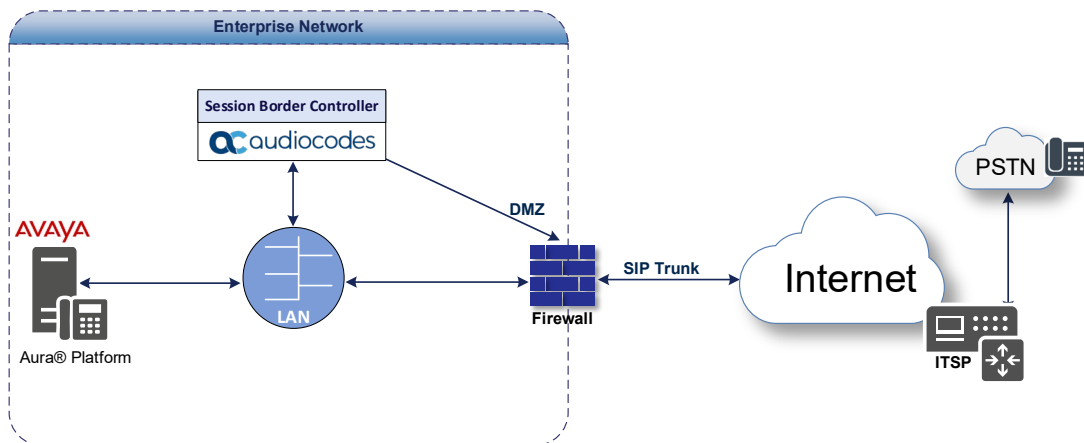 Enterprise Network
Session Border Controller
audiocodes
DMZ
PSTN
AVAYA
SIP Trunk
Internet
LAN
Firewall
Aura® Platform
ITSP